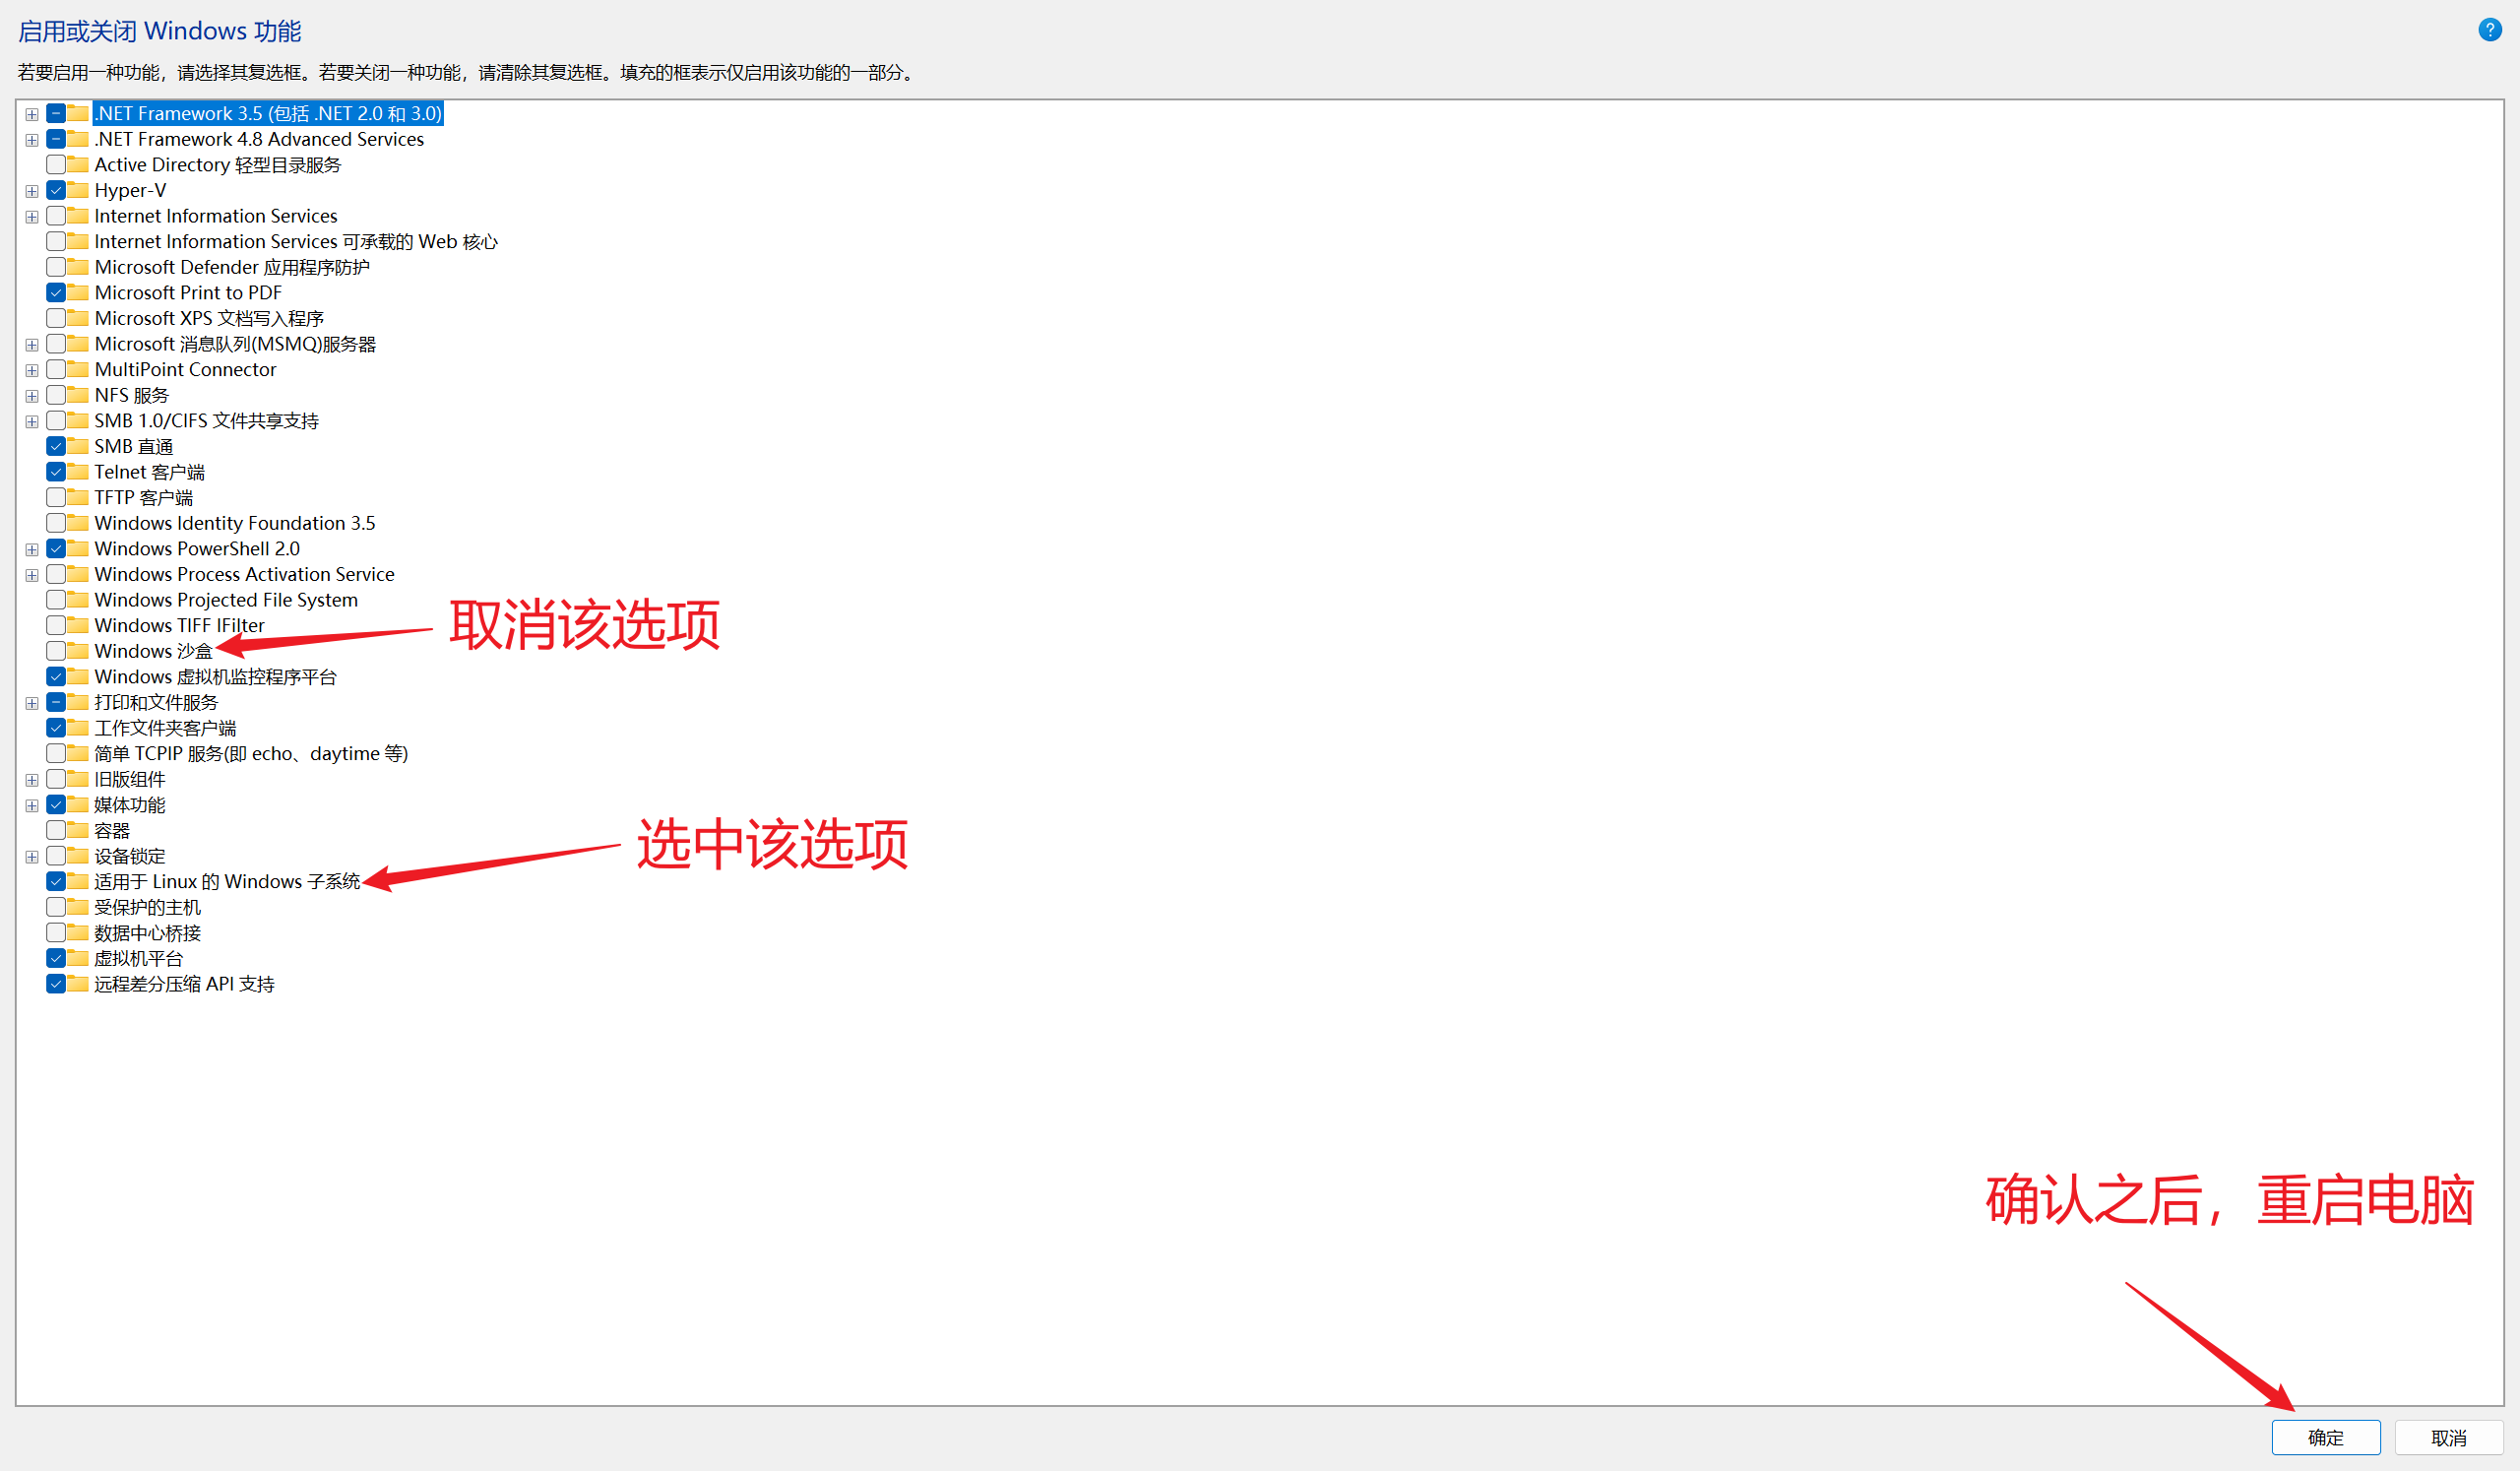 启用或关闭 Windows 功能
若要启用一种功能，请选择其复选框。若要关闭一种功能，请清除其复选框。填充的框表示仅启用该功能的一部分。
.NET Framework 3.5 (包括 .NET 2.0 和 3.0)
.NET Framework 4.8 Advanced Services
Active Directory 轻型目录服务
Hyper-V
Internet Information Services
Internet Information Services 可承载的 Web 核心
Microsoft Defender 应用程序防护
Microsoft Print to PDF
Microsoft XPS 文档写入程序
Microsoft 消息队列(MSMQ)服务器
MultiPoint Connector
NFS 服务
SMB 1.0/CIFS 文件共享支持
SMB 直通
Telnet 客户端
TFTP 客户端
Windows Identity Foundation 3.5
Windows PowerShell 2.0
Windows Process Activation Service
Windows Projected File System
取消该选项
Windows TIFF IFilter
Windows 沙盒
Windows 虚拟机监控程序平台
打印和文件服务
工作文件夹客户端
简单 TCPIP 服务(即 echo、daytime 等)
旧版组件
媒体功能
容器
选中该选项
设备锁定
适用于 Linux 的 Windows 子系统
受保护的主机
数据中心桥接
虚拟机平台
远程差分压缩 API 支持
确认之后，重启电脑
确定
取消